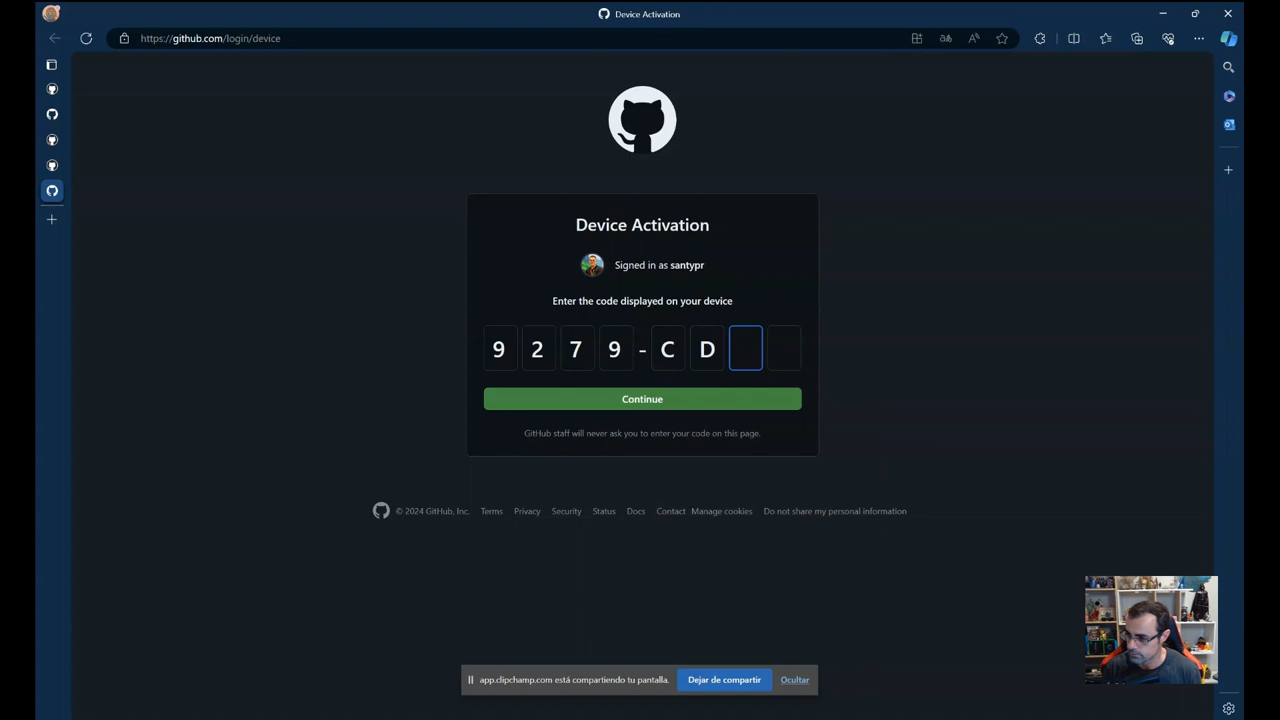 Device Activation
https://github.com/login/device
Device Activation
Signed in as santypr
Enter the code displayed on your device
9 2 7 9 - C D
Continue
GitHub staff will never ask you to enter your code on this page.
© 2024 GitHub, Inc. Terms Privacy Security Status Docs Contact Manage cookies Do not share my personal information
app.clipchamp.com está compartiendo tu pantalla. Dejar de compartir Ocultar